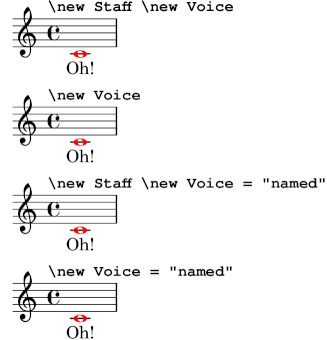 \new Staff \new Voice
Oh!
\new Voice
Oh!
\new Staff \new Voice = "named"
Oh!
\new Voice = "named"
Oh!